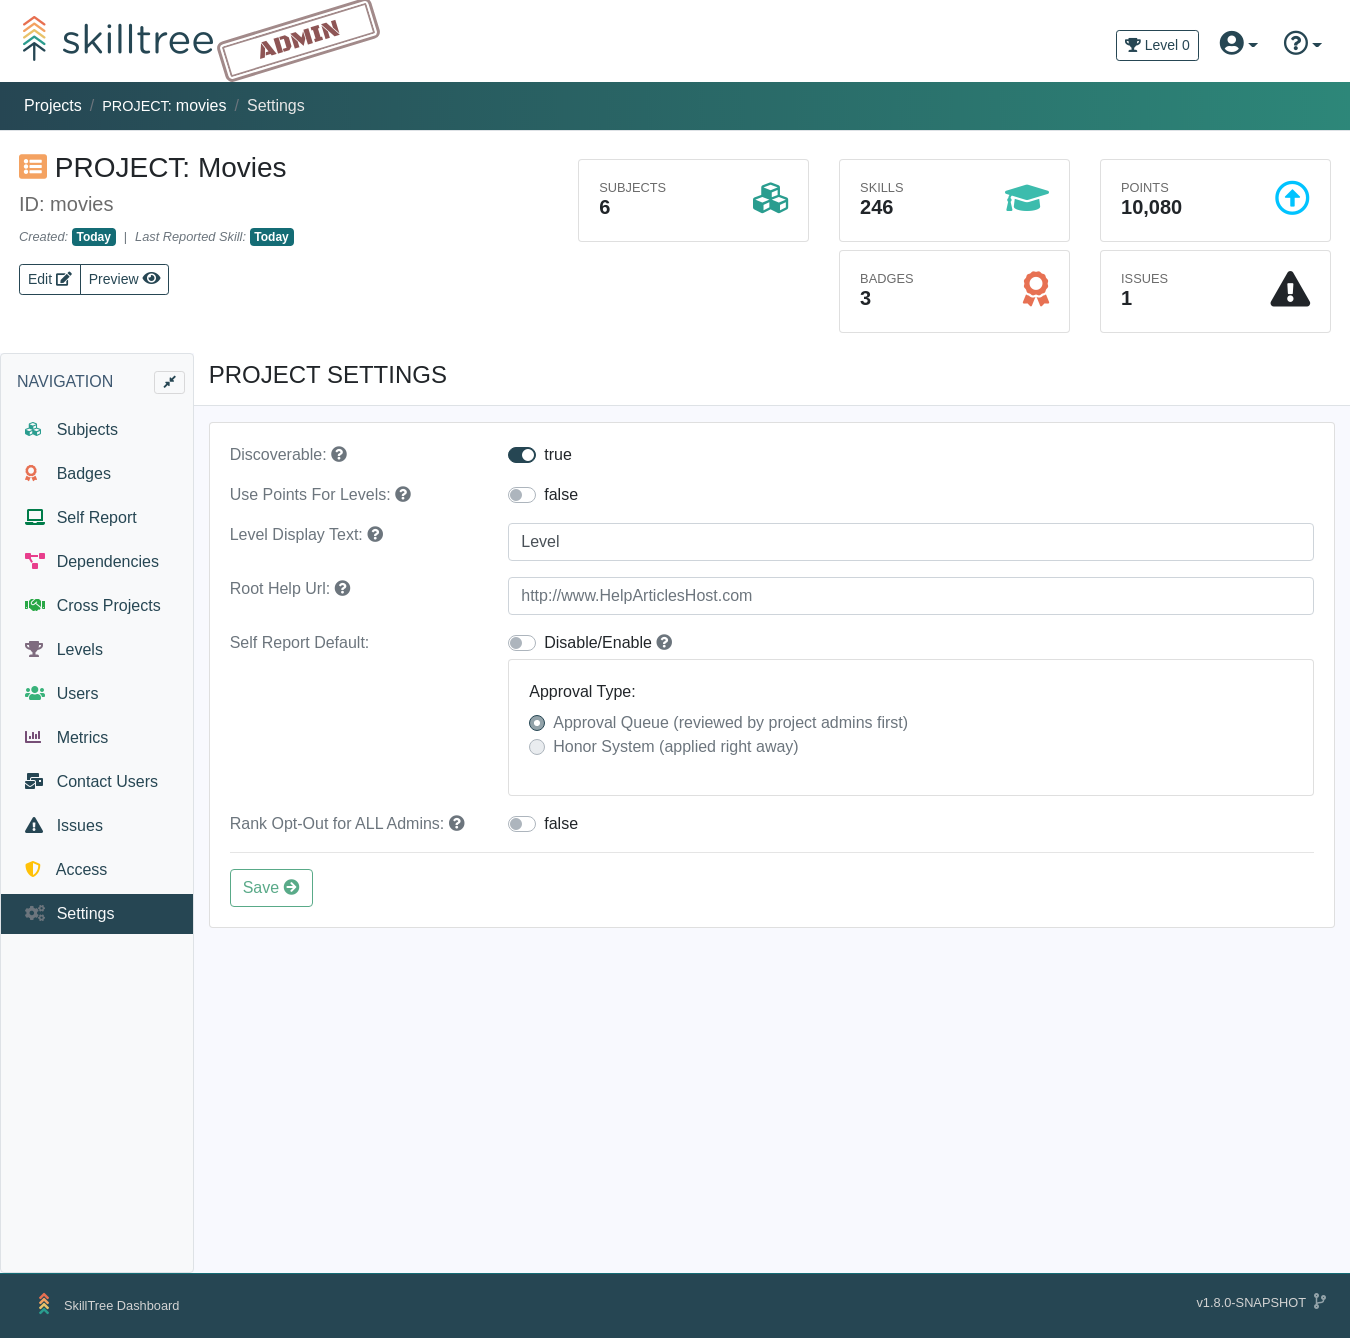 skilltree ADMIN
Level 0
Projects / PROJECT: movies / Settings
PROJECT: Movies
ID: movies
Created: Today | Last Reported Skill: Today
Edit Preview
SUBJECTS
6
SKILLS
246
POINTS
10,080
BADGES
3
ISSUES
1
NAVIGATION
Subjects
Badges
Self Report
Dependencies
Cross Projects
Levels
Users
Metrics
Contact Users
Issues
Access
Settings
PROJECT SETTINGS
Discoverable: true
Use Points For Levels: false
Level Display Text: Level
Root Help Url: http://www.HelpArticlesHost.com
Self Report Default: Disable/Enable
Approval Type:
Approval Queue (reviewed by project admins first)
Honor System (applied right away)
Rank Opt-Out for ALL Admins: false
Save
SkillTree Dashboard
v1.8.0-SNAPSHOT